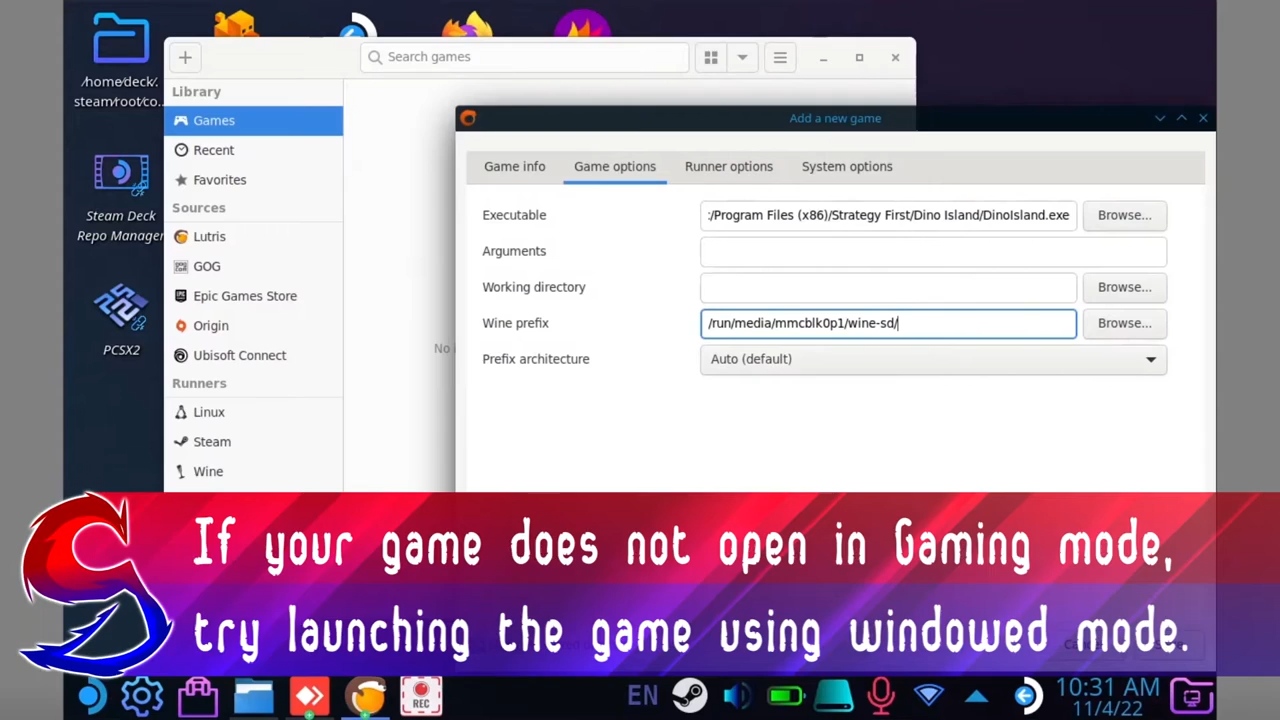 /home/deck/.
steam/root/co...
Steam Deck
Repo Manager
PCSX2
Search games
Library
Games
Recent
Favorites
Sources
Lutris
GOG
Epic Games Store
Origin
Ubisoft Connect
Runners
Linux
Steam
Wine
No
Add a new game
Game info
Game options
Runner options
System options
Executable
:/Program Files (x86)/Strategy First/Dino Island/DinoIsland.exe
Browse...
Arguments
Working directory
Browse...
Wine prefix
/run/media/mmcblk0p1/wine-sd/
Browse...
Prefix architecture
Auto (default)
If your game does not open in Gaming mode,
try launching the game using windowed mode.
REC
EN
10:31 AM
11/4/22